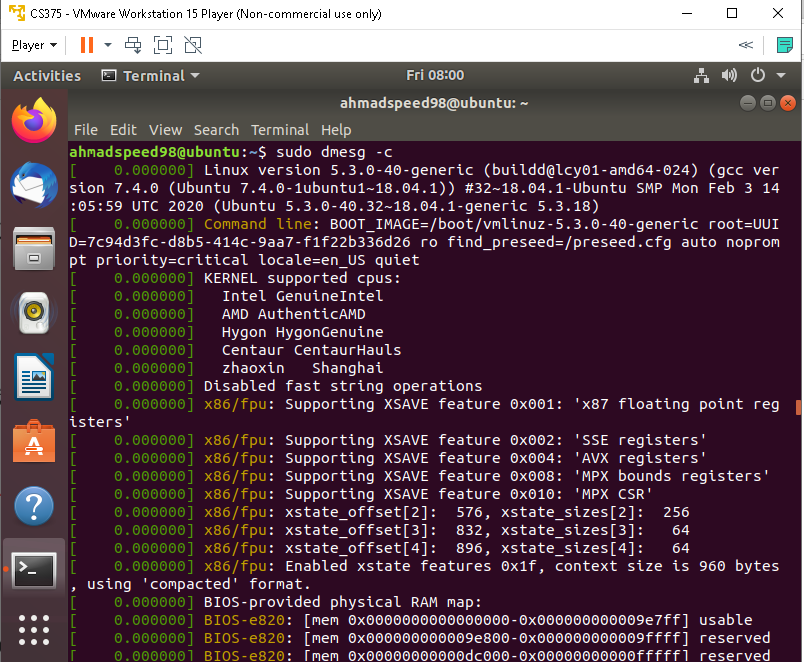 CS375 - VMware Workstation 15 Player (Non-commercial use only)
Player
Activities Terminal Fri 08:00
ahmadspeed98@ubuntu: ~
File Edit View Search Terminal Help
ahmadspeed98@ubuntu:~$ sudo dmesg -c
[    0.000000] Linux version 5.3.0-40-generic (buildd@lcy01-amd64-024) (gcc ver
sion 7.4.0 (Ubuntu 7.4.0-1ubuntu1~18.04.1)) #32~18.04.1-Ubuntu SMP Mon Feb 3 14
:05:59 UTC 2020 (Ubuntu 5.3.0-40.32~18.04.1-generic 5.3.18)
[    0.000000] Command line: BOOT_IMAGE=/boot/vmlinuz-5.3.0-40-generic root=UUI
D=7c94d3fc-d8b5-414c-9aa7-f1f22b336d26 ro find_preseed=/preseed.cfg auto noprom
pt priority=critical locale=en_US quiet
[    0.000000] KERNEL supported cpus:
[    0.000000]   Intel GenuineIntel
[    0.000000]   AMD AuthenticAMD
[    0.000000]   Hygon HygonGenuine
[    0.000000]   Centaur CentaurHauls
[    0.000000]   zhaoxin   Shanghai
[    0.000000] Disabled fast string operations
[    0.000000] x86/fpu: Supporting XSAVE feature 0x001: 'x87 floating point reg
isters'
[    0.000000] x86/fpu: Supporting XSAVE feature 0x002: 'SSE registers'
[    0.000000] x86/fpu: Supporting XSAVE feature 0x004: 'AVX registers'
[    0.000000] x86/fpu: Supporting XSAVE feature 0x008: 'MPX bounds registers'
[    0.000000] x86/fpu: Supporting XSAVE feature 0x010: 'MPX CSR'
[    0.000000] x86/fpu: xstate_offset[2]:  576, xstate_sizes[2]:  256
[    0.000000] x86/fpu: xstate_offset[3]:  832, xstate_sizes[3]:   64
[    0.000000] x86/fpu: xstate_offset[4]:  896, xstate_sizes[4]:   64
[    0.000000] x86/fpu: Enabled xstate features 0x1f, context size is 960 bytes
, using 'compacted' format.
[    0.000000] BIOS-provided physical RAM map:
[    0.000000] BIOS-e820: [mem 0x0000000000000000-0x000000000009e7ff] usable
[    0.000000] BIOS-e820: [mem 0x000000000009e800-0x000000000009ffff] reserved
[    0.000000] BIOS-e820: [mem 0x00000000000dc000-0x00000000000fffff] reserved